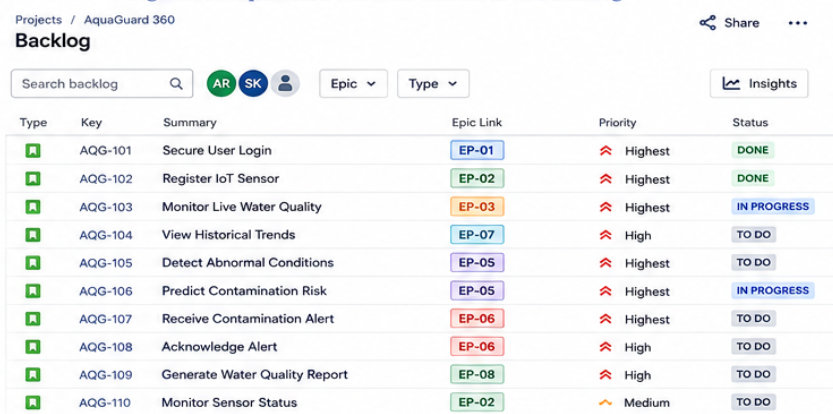 Projects / AquaGuard 360
Share
Backlog
Search backlog AR SK Epic Type Insights
Type Key Summary Epic Link Priority Status
AQG-101 Secure User Login EP-01 Highest DONE
AQG-102 Register IoT Sensor EP-02 Highest DONE
AQG-103 Monitor Live Water Quality EP-03 Highest IN PROGRESS
AQG-104 View Historical Trends EP-07 High TO DO
AQG-105 Detect Abnormal Conditions EP-05 Highest TO DO
AQG-106 Predict Contamination Risk EP-05 Highest IN PROGRESS
AQG-107 Receive Contamination Alert EP-06 Highest TO DO
AQG-108 Acknowledge Alert EP-06 High TO DO
AQG-109 Generate Water Quality Report EP-08 High TO DO
AQG-110 Monitor Sensor Status EP-02 Medium TO DO